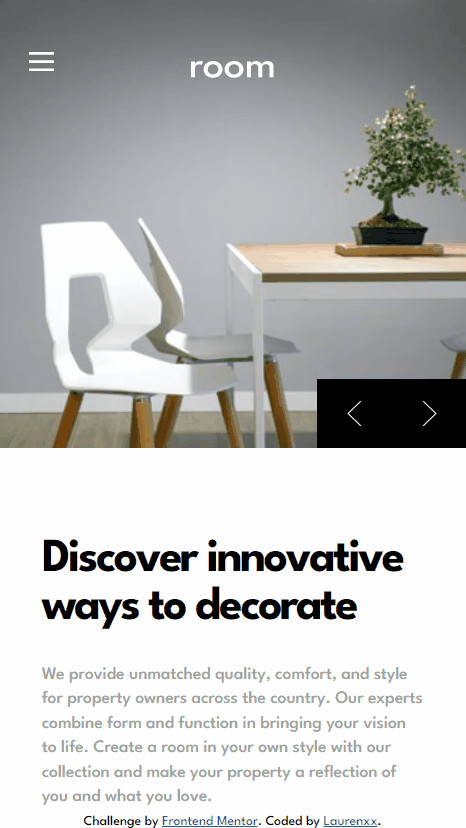 room
Discover innovative
ways to decorate
We provide unmatched quality, comfort, and style
for property owners across the country. Our experts
combine form and function in bringing your vision
to life. Create a room in your own style with our
collection and make your property a reflection of
you and what you love.
Challenge by Frontend Mentor. Coded by Laurenxx.